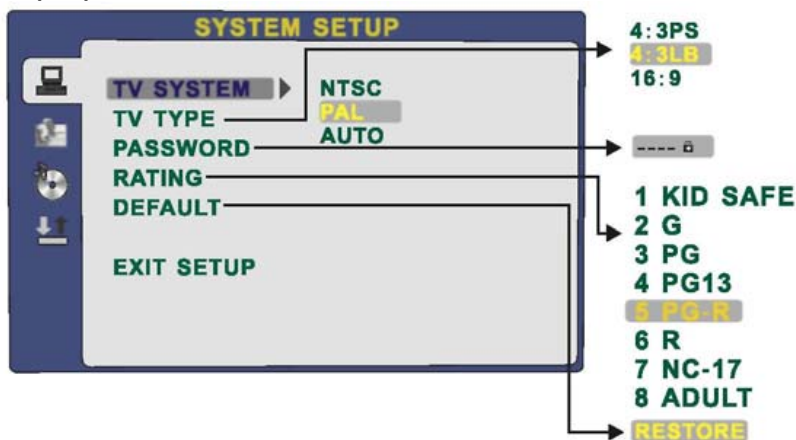 SYSTEM SETUP
TV SYSTEM
TV TYPE
PASSWORD
RATING
DEFAULT
EXIT SETUP
NTSC
PAL
AUTO
4:3PS
4:3LB
16:9
----
1 KID SAFE
2 G
3 PG
4 PG13
5 PG-R
6 R
7 NC-17
8 ADULT
RESTORE